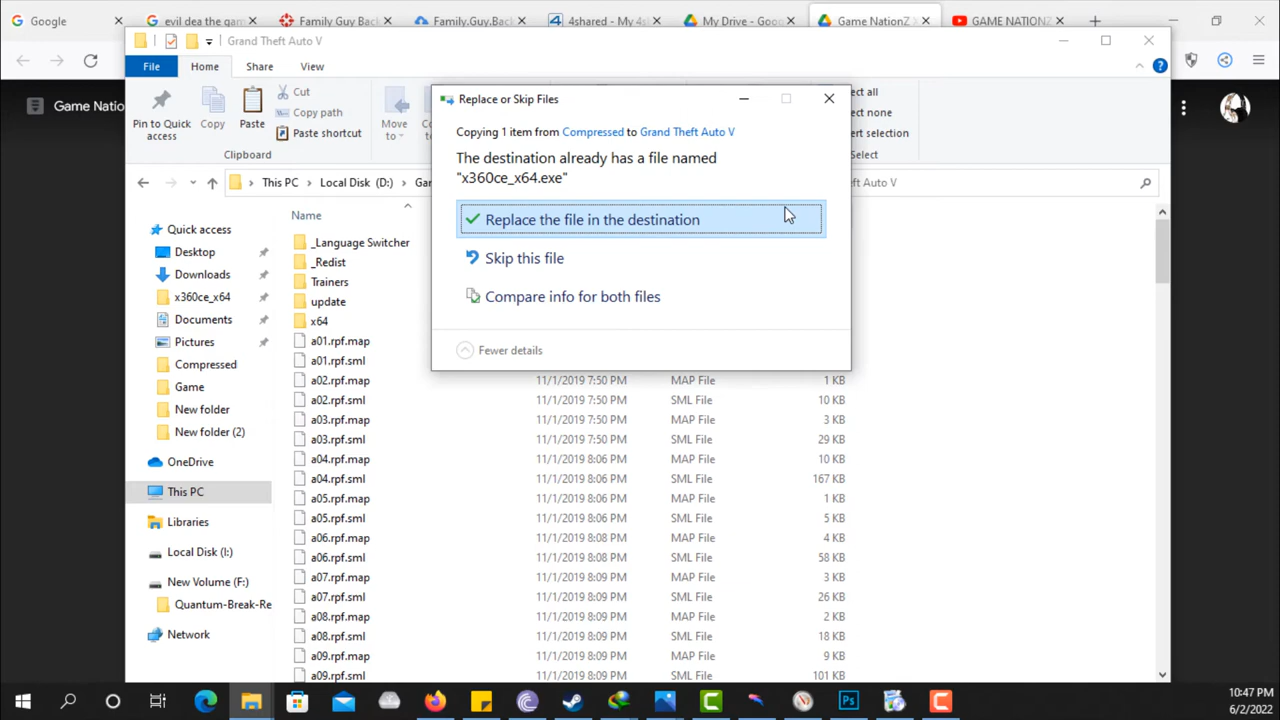 Google
evil dea the gam
Family Guy Back
Family.Guy.Back.
4shared - My 4s
My Drive - Goo
Game NationZ X
GAME NATIONZ
Game Natio
Grand Theft Auto V
File
Home
Share
View
Pin to Quick
access
Copy
Paste
Cut
Copy path
Paste shortcut
Clipboard
Move
to
ct all
ct none
rt selection
Select
This PC
Local Disk (D:)
eft Auto V
Replace or Skip Files
Copying 1 item from Compressed to Grand Theft Auto V
The destination already has a file named
"x360ce_x64.exe"
Replace the file in the destination
Skip this file
Compare info for both files
Fewer details
Quick access
Desktop
Downloads
x360ce_x64
Documents
Pictures
Compressed
Game
New folder
New folder (2)
OneDrive
This PC
Libraries
Local Disk (I:)
New Volume (F:)
Quantum-Break-Re
Network
Name
_Language Switcher
_Redist
Trainers
update
x64
a01.rpf.map
a01.rpf.sml
a02.rpf.map 11/1/2019 7:50 PM MAP File 1 KB
a02.rpf.sml 11/1/2019 7:50 PM SML File 10 KB
a03.rpf.map 11/1/2019 7:50 PM MAP File 3 KB
a03.rpf.sml 11/1/2019 7:50 PM SML File 29 KB
a04.rpf.map 11/1/2019 8:06 PM MAP File 10 KB
a04.rpf.sml 11/1/2019 8:06 PM SML File 167 KB
a05.rpf.map 11/1/2019 8:06 PM MAP File 1 KB
a05.rpf.sml 11/1/2019 8:06 PM SML File 5 KB
a06.rpf.map 11/1/2019 8:08 PM MAP File 4 KB
a06.rpf.sml 11/1/2019 8:08 PM SML File 58 KB
a07.rpf.map 11/1/2019 8:09 PM MAP File 3 KB
a07.rpf.sml 11/1/2019 8:09 PM SML File 26 KB
a08.rpf.map 11/1/2019 8:09 PM MAP File 2 KB
a08.rpf.sml 11/1/2019 8:09 PM SML File 18 KB
a09.rpf.map 11/1/2019 8:09 PM MAP File 9 KB
a09.rpf.sml 11/1/2019 8:09 PM SML File 101 KB
10:47 PM
6/2/2022